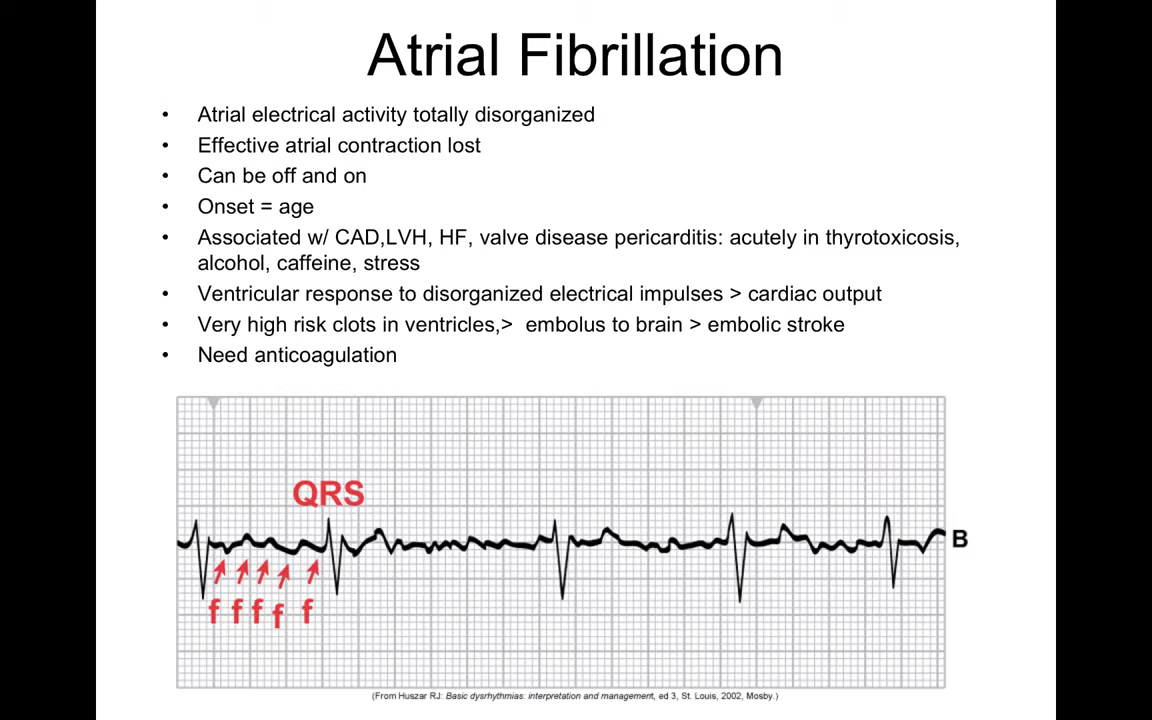 Atrial Fibrillation
• Atrial electrical activity totally disorganized
• Effective atrial contraction lost
• Can be off and on
• Onset = age
• Associated w/ CAD,LVH, HF, valve disease pericarditis: acutely in thyrotoxicosis,
alcohol, caffeine, stress
• Ventricular response to disorganized electrical impulses > cardiac output
• Very high risk clots in ventricles,> embolus to brain > embolic stroke
• Need anticoagulation
QRS
B
f f f f f
(From Huszar RJ: Basic dysrhythmias: interpretation and management, ed 3, St. Louis, 2002, Mosby.)